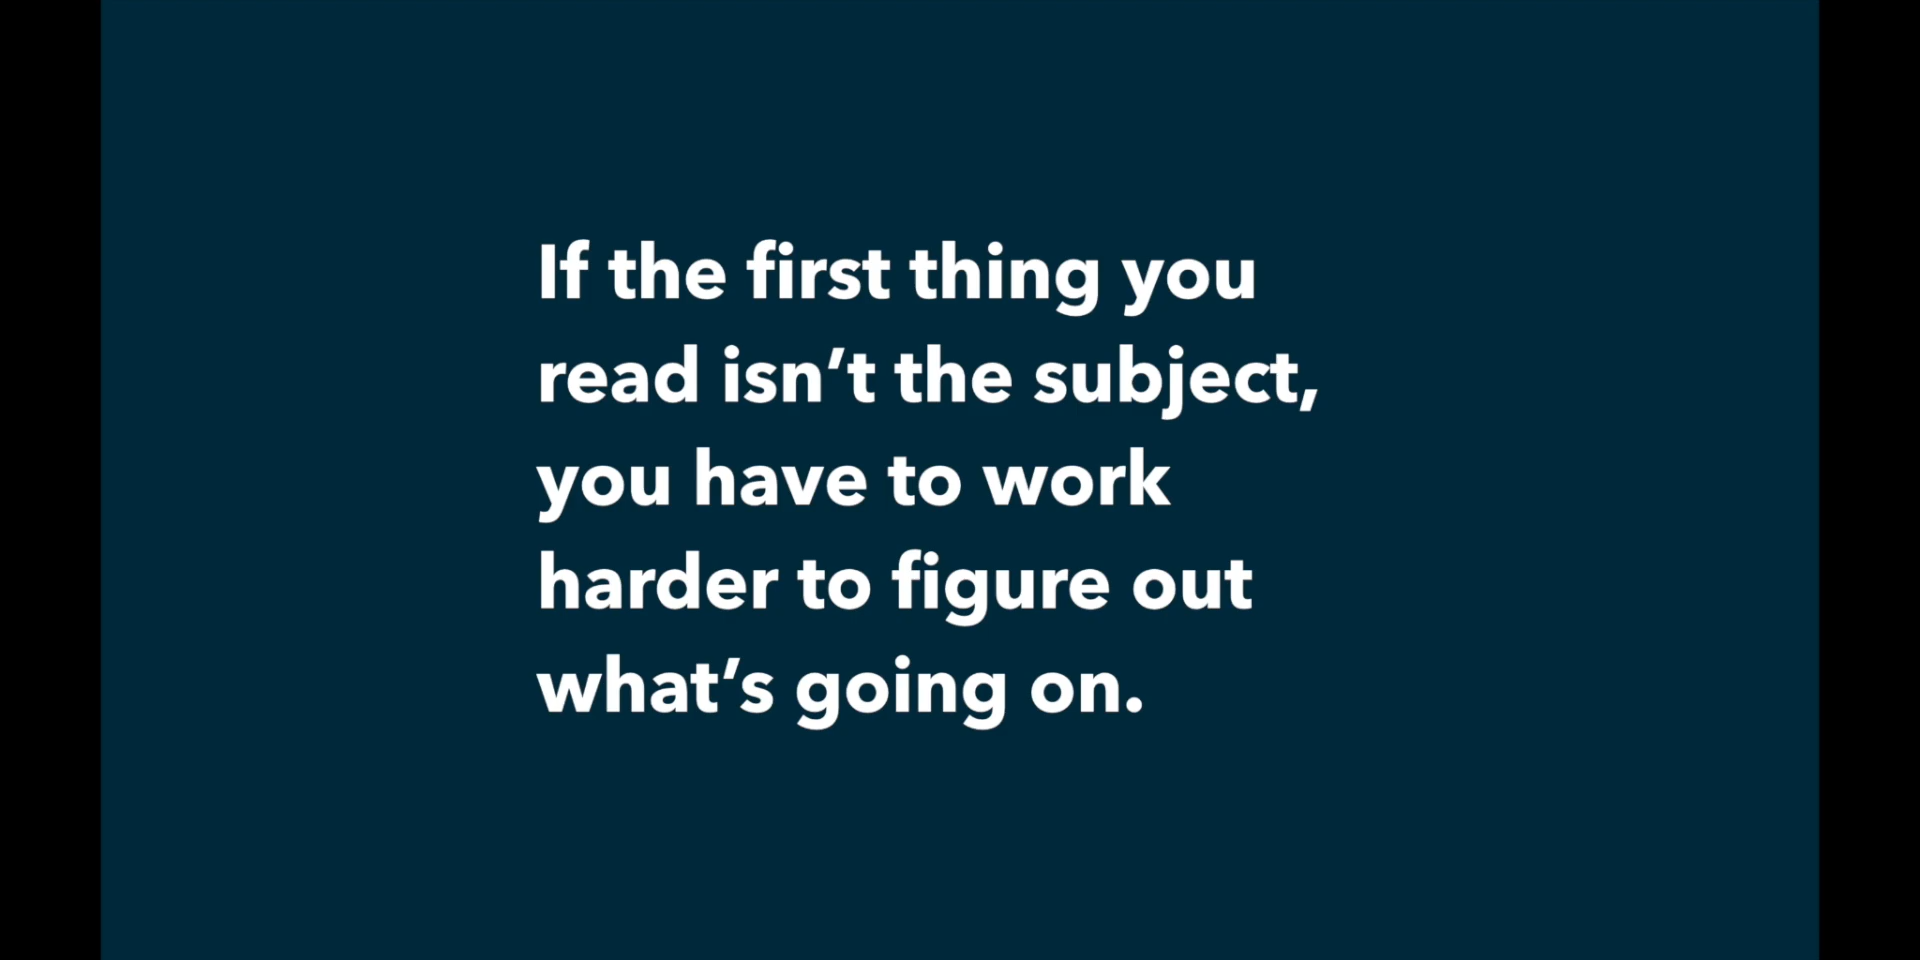 If the first thing you
read isn’t the subject,
you have to work
harder to figure out
what’s going on.